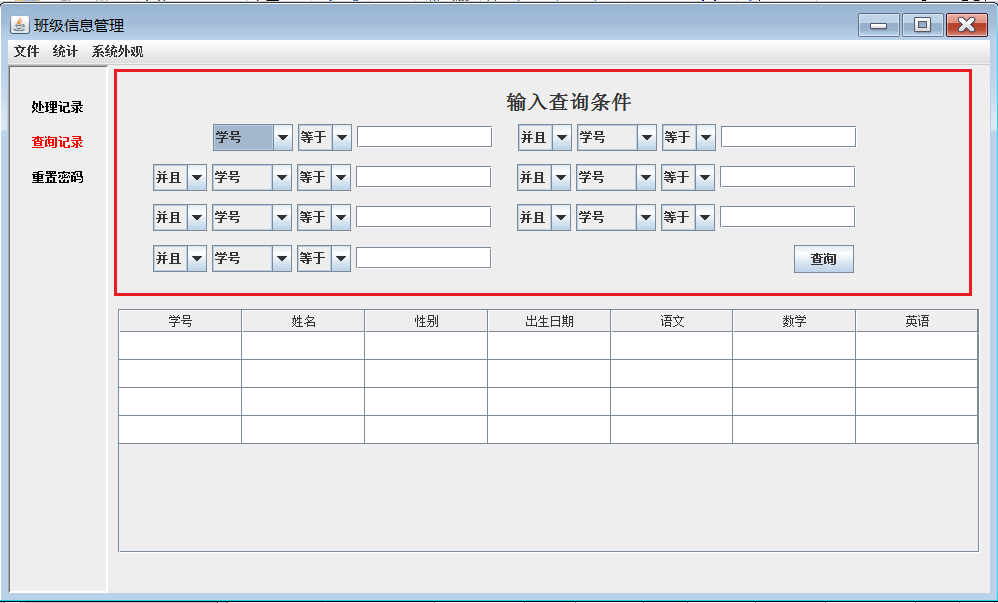 班级信息管理
文件 统计 系统外观
处理记录
查询记录
重置密码
输入查询条件
学号 等于 并且 学号 等于
并且 学号 等于 并且 学号 等于
并且 学号 等于 并且 学号 等于
并且 学号 等于 查询
学号 姓名 性别 出生日期 语文 数学 英语